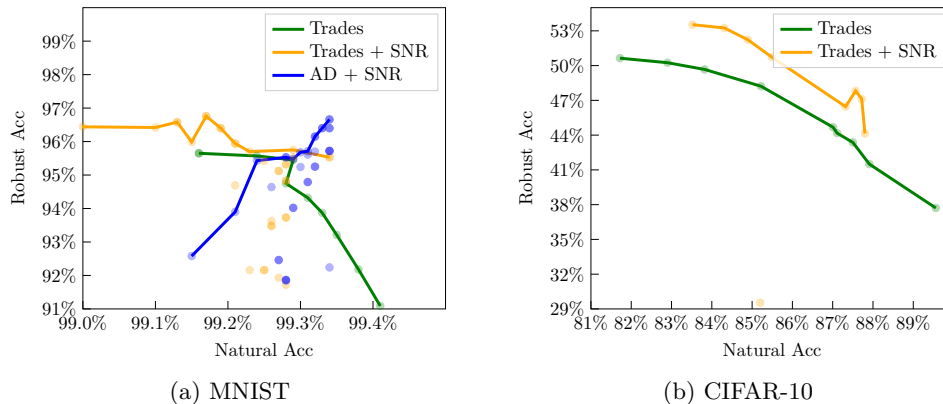 Trades
Trades + SNR
AD + SNR
99%
98%
97%
96%
95%
94%
93%
92%
91%
Robust Acc
99.0% 99.1% 99.2% 99.3% 99.4%
Natural Acc
(a) MNIST
Trades
Trades + SNR
53%
50%
47%
44%
41%
38%
35%
32%
29%
Robust Acc
81% 82% 83% 84% 85% 86% 87% 88% 89%
Natural Acc
(b) CIFAR-10